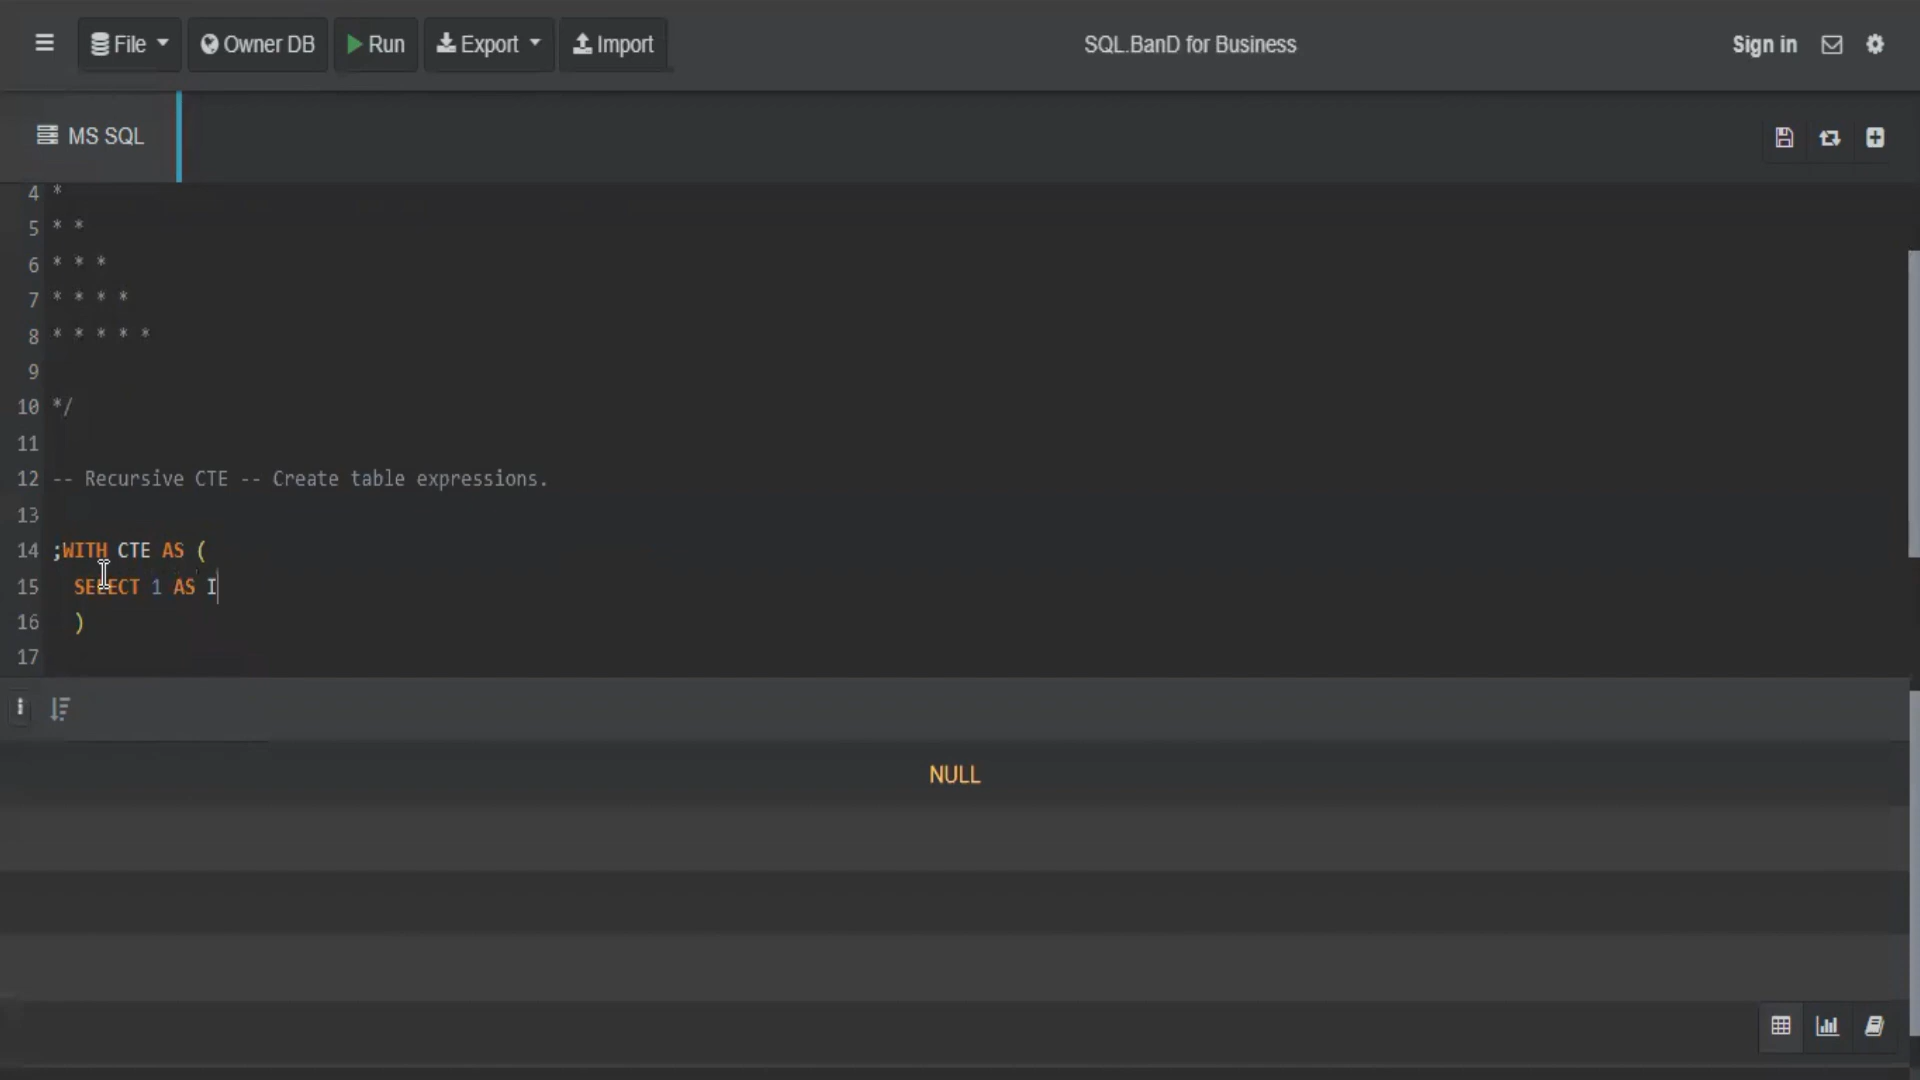 File Owner DB Run Export Import SQL.BanD for Business Sign in
MS SQL
4 *
5 * *
6 * * *
7 * * * *
8 * * * * *
9
10 */
11
12 -- Recursive CTE -- Create table expressions.
13
14 ;WITH CTE AS (
15 SELECT 1 AS I
16 )
17
NULL